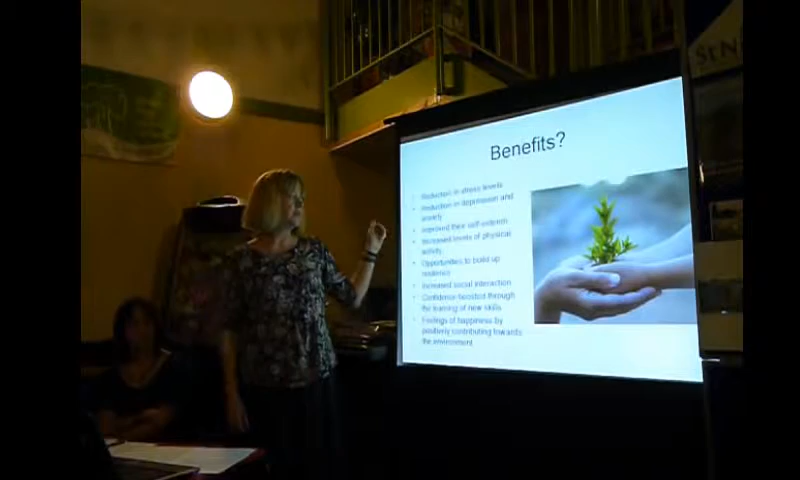 Benefits?
• Reduction in stress levels
• Reduction in depression and
anxiety
• Improved their self-esteem
• Increased levels of physical
activity
• Opportunities to build up
resilience
• Increased social interaction
• Confidence boosted through
the learning of new skills
• Feelings of happiness by
positively contributing towards
the environment